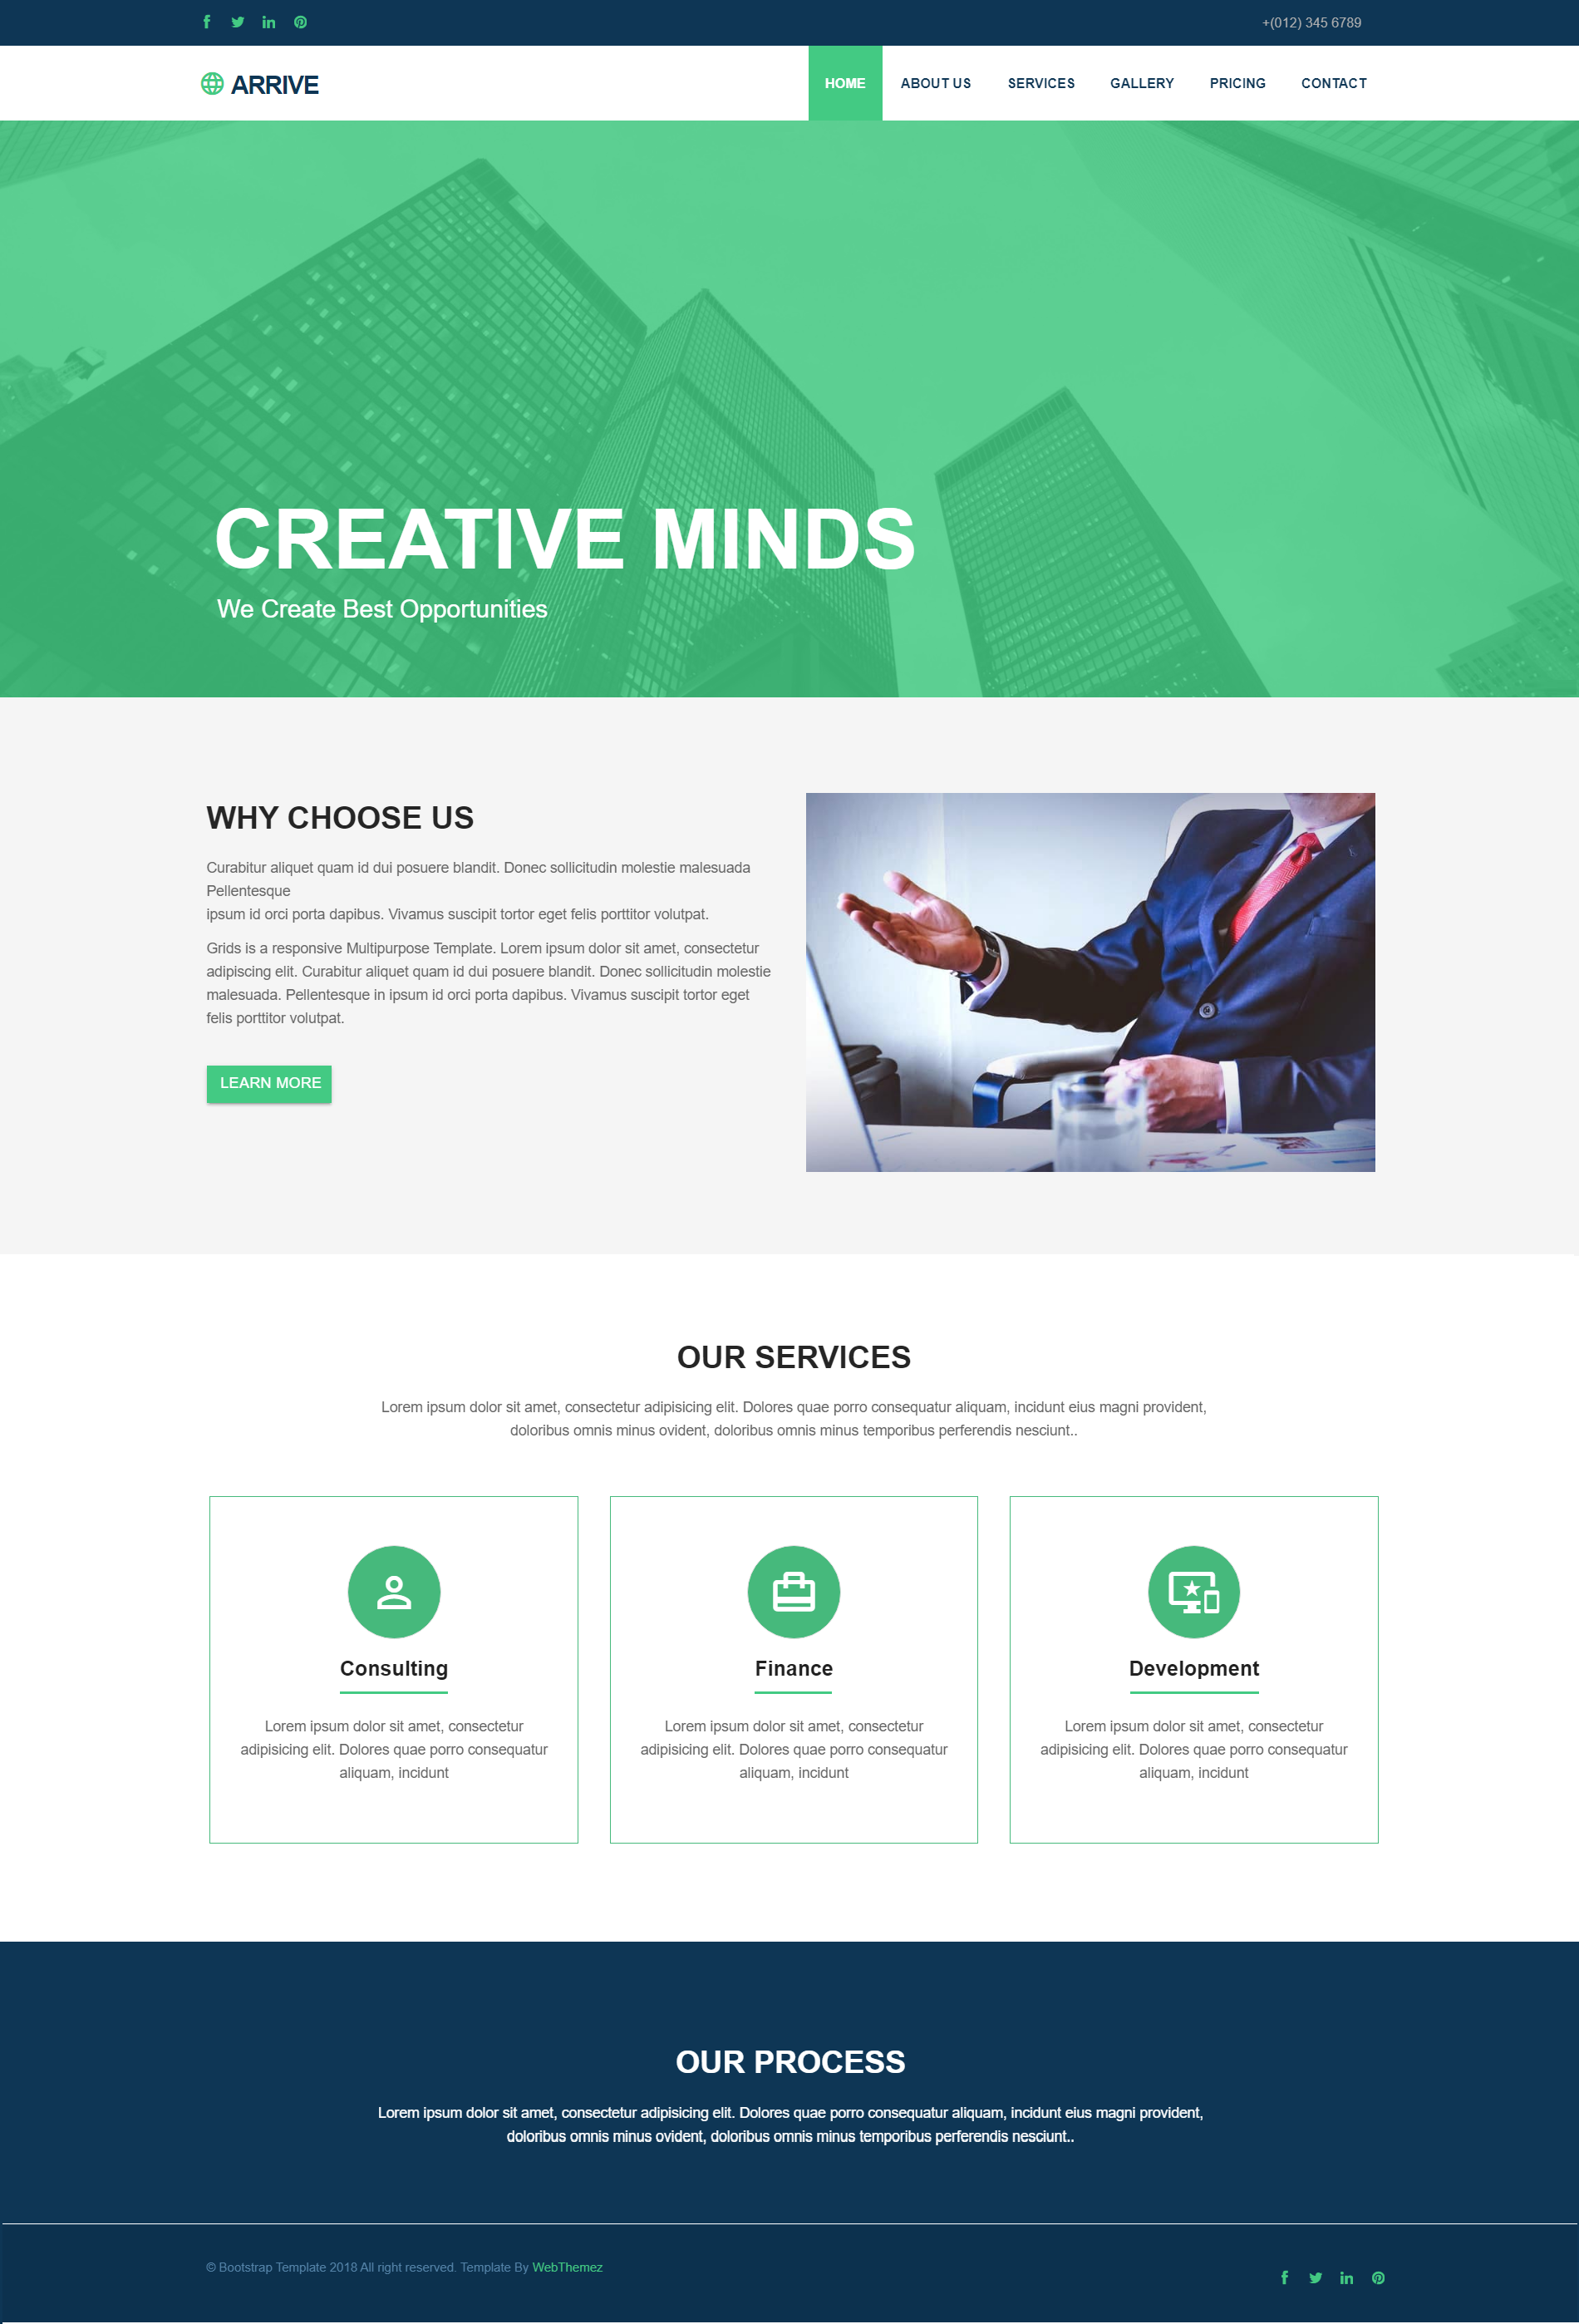 +(012) 345 6789
ARRIVE
HOME ABOUT US SERVICES GALLERY PRICING CONTACT
CREATIVE MINDS
We Create Best Opportunities
WHY CHOOSE US
Curabitur aliquet quam id dui posuere blandit. Donec sollicitudin molestie malesuada
Pellentesque
ipsum id orci porta dapibus. Vivamus suscipit tortor eget felis porttitor volutpat.
Grids is a responsive Multipurpose Template. Lorem ipsum dolor sit amet, consectetur
adipiscing elit. Curabitur aliquet quam id dui posuere blandit. Donec sollicitudin molestie
malesuada. Pellentesque in ipsum id orci porta dapibus. Vivamus suscipit tortor eget
felis porttitor volutpat.
LEARN MORE
OUR SERVICES
Lorem ipsum dolor sit amet, consectetur adipisicing elit. Dolores quae porro consequatur aliquam, incidunt eius magni provident,
doloribus omnis minus ovident, doloribus omnis minus temporibus perferendis nesciunt..
Consulting
Lorem ipsum dolor sit amet, consectetur
adipisicing elit. Dolores quae porro consequatur
aliquam, incidunt
Finance
Lorem ipsum dolor sit amet, consectetur
adipisicing elit. Dolores quae porro consequatur
aliquam, incidunt
Development
Lorem ipsum dolor sit amet, consectetur
adipisicing elit. Dolores quae porro consequatur
aliquam, incidunt
OUR PROCESS
Lorem ipsum dolor sit amet, consectetur adipisicing elit. Dolores quae porro consequatur aliquam, incidunt eius magni provident,
doloribus omnis minus ovident, doloribus omnis minus temporibus perferendis nesciunt..
© Bootstrap Template 2018 All right reserved. Template By WebThemez